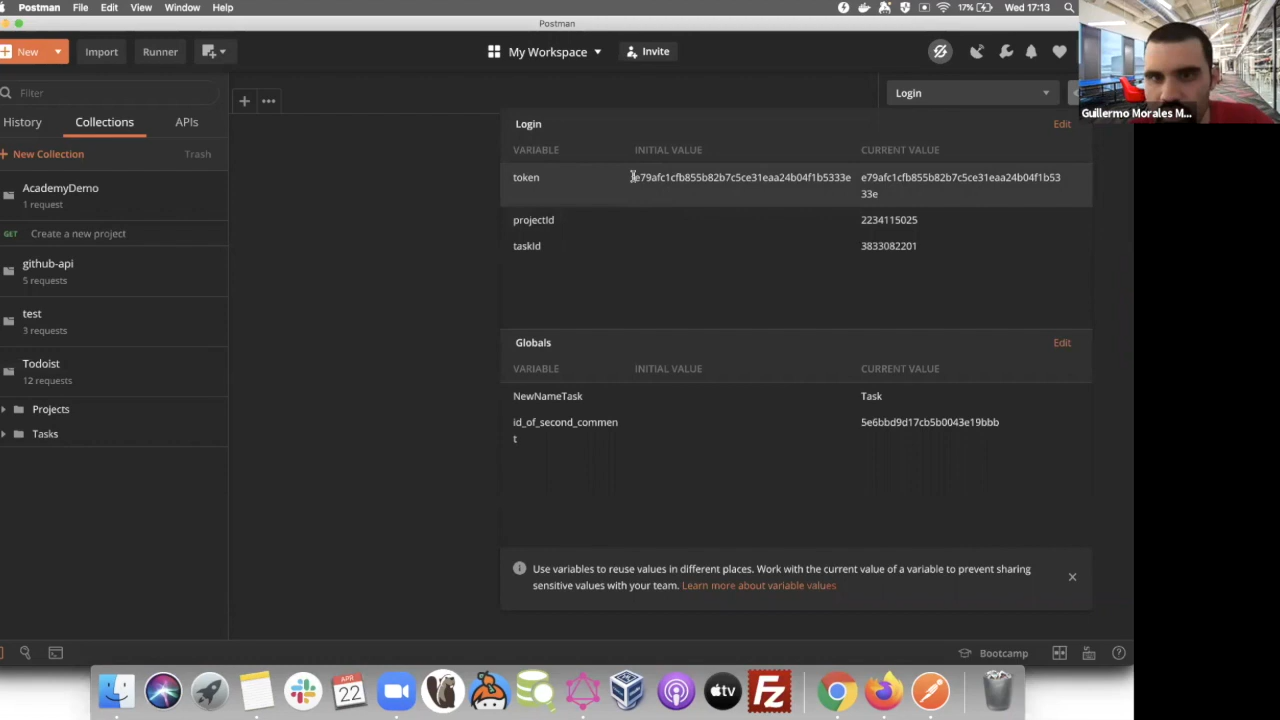 File Edit View Window Help
17% Wed 17:13
Postman
New Import Runner
My Workspace Invite
Filter
Login
History Collections APIs
Guillermo Morales M...
New Collection Trash
AcademyDemo
1 request
GET Create a new project
github-api
5 requests
test
3 requests
Todoist
12 requests
Projects
Tasks
Login Edit
VARIABLE INITIAL VALUE CURRENT VALUE
token e79afc1cfb855b82b7c5ce31eaa24b04f1b5333e e79afc1cfb855b82b7c5ce31eaa24b04f1b53
33e
projectId 2234115025
taskId 3833082201
Globals Edit
VARIABLE INITIAL VALUE CURRENT VALUE
NewNameTask Task
id_of_second_commen 5e6bbd9d17cb5b0043e19bbb
t
Use variables to reuse values in different places. Work with the current value of a variable to prevent sharing
sensitive values with your team. Learn more about variable values
Bootcamp
APR
22
tv
Fz